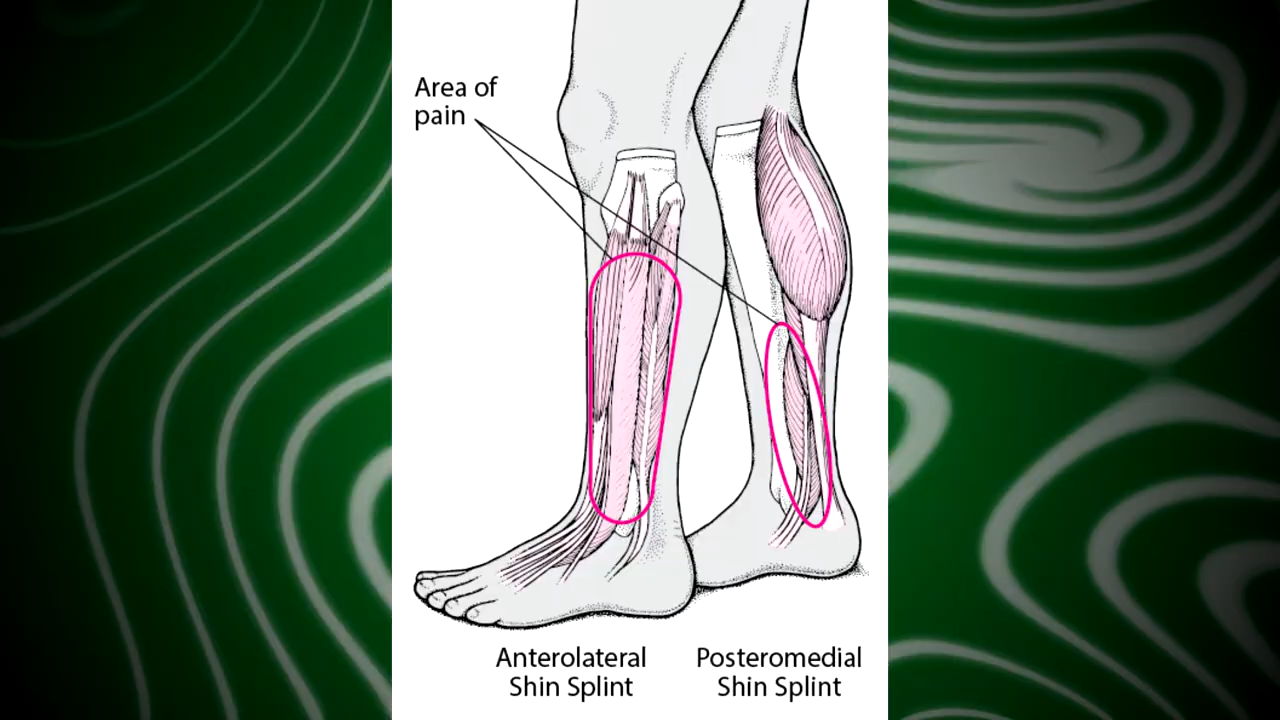 Area of
pain
Anterolateral
Shin Splint
Posteromedial
Shin Splint